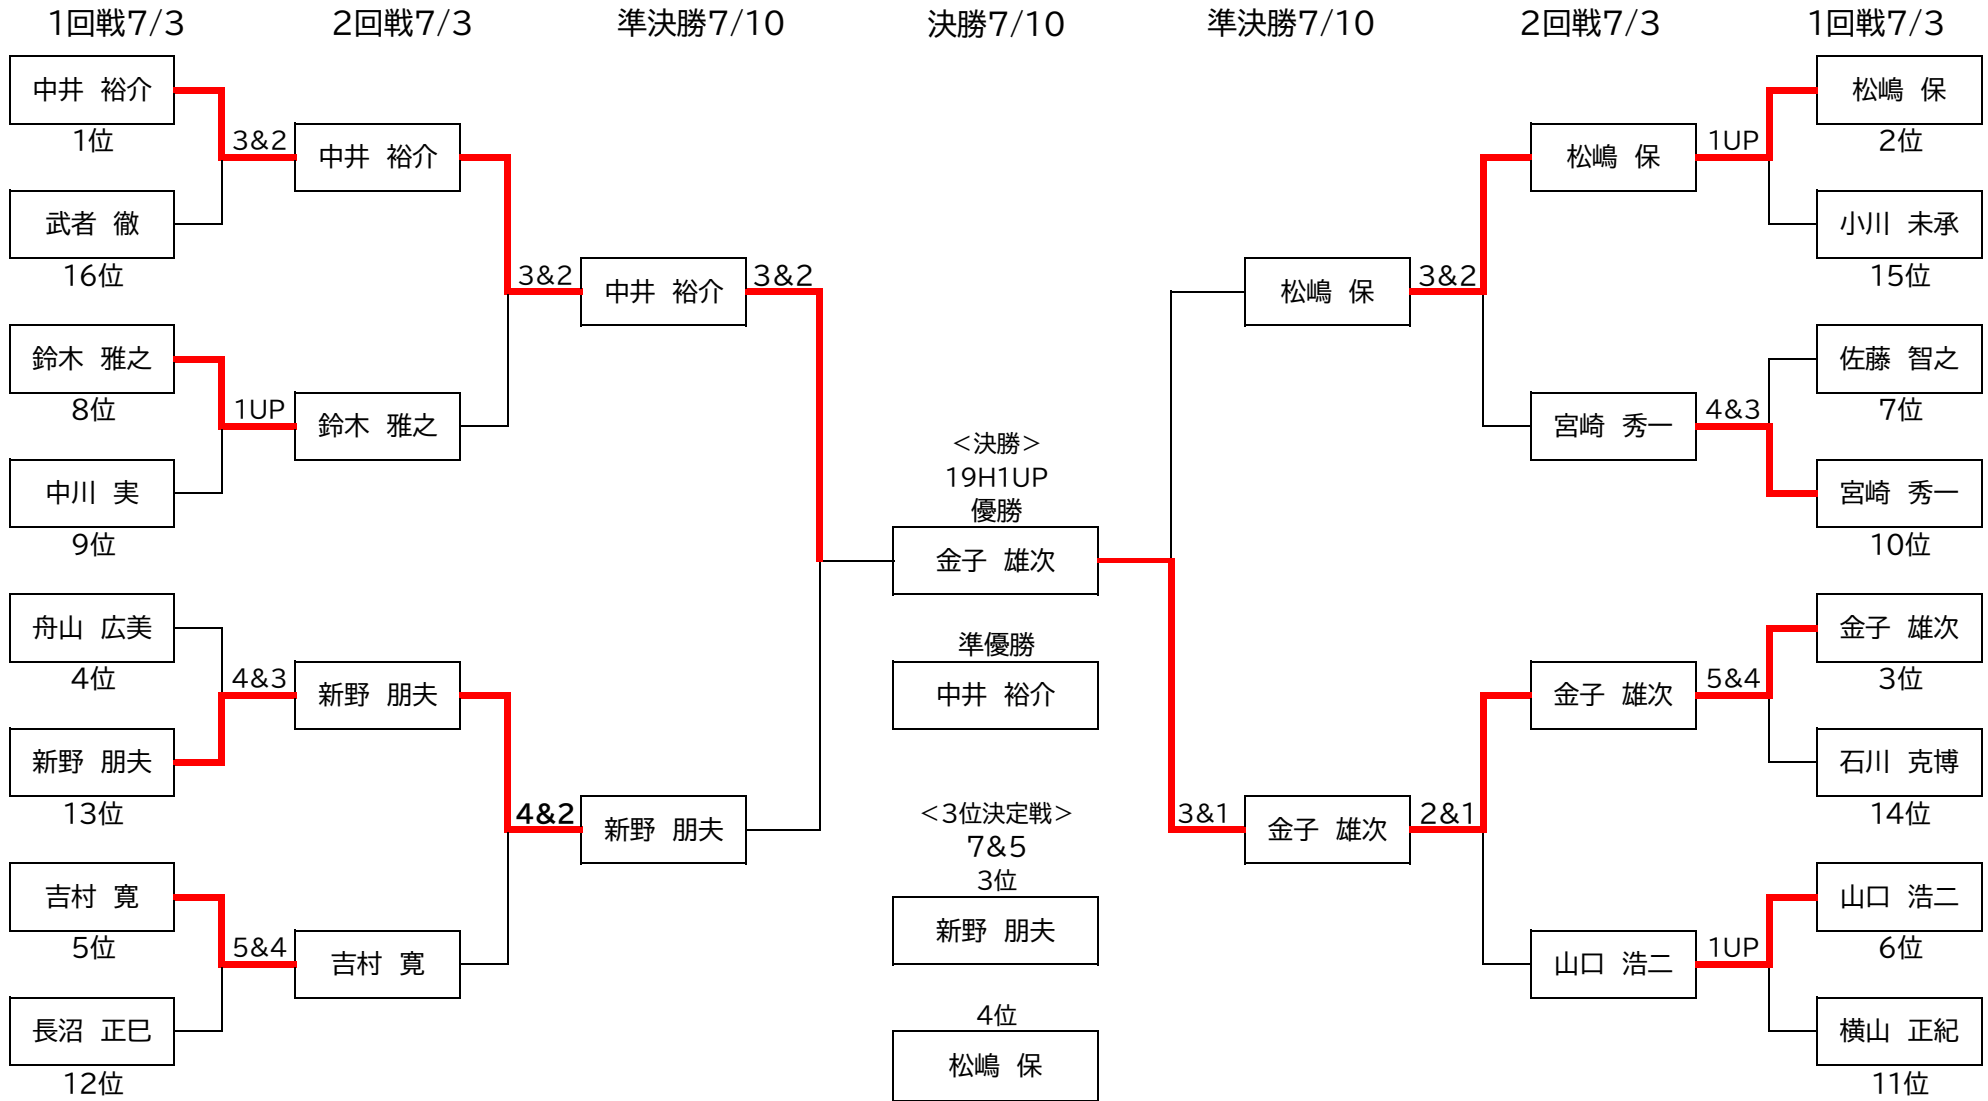 1回戦7/3 2回戦7/3 準決勝7/10 決勝7/10 準決勝7/10 2回戦7/3 1回戦7/3
中井 裕介
1位
武者 徹
16位
鈴木 雅之
8位
中川 実
9位
舟山 広美
4位
新野 朋夫
13位
吉村 寛
5位
長沼 正巳
12位
3&2
中井 裕介
1UP
鈴木 雅之
4&3
新野 朋夫
5&4
吉村 寛
3&2
中井 裕介
4&2
新野 朋夫
3&2
<決勝>
19H1UP
優勝
金子 雄次
準優勝
中井 裕介
<3位決定戦>
7&5
3位
新野 朋夫
4位
松嶋 保
松嶋 保
3&2
3&1
金子 雄次
2&1
松嶋 保
1UP
宮崎 秀一
4&3
金子 雄次
5&4
山口 浩二
1UP
松嶋 保
2位
小川 未承
15位
佐藤 智之
7位
宮崎 秀一
10位
金子 雄次
3位
石川 克博
14位
山口 浩二
6位
横山 正紀
11位